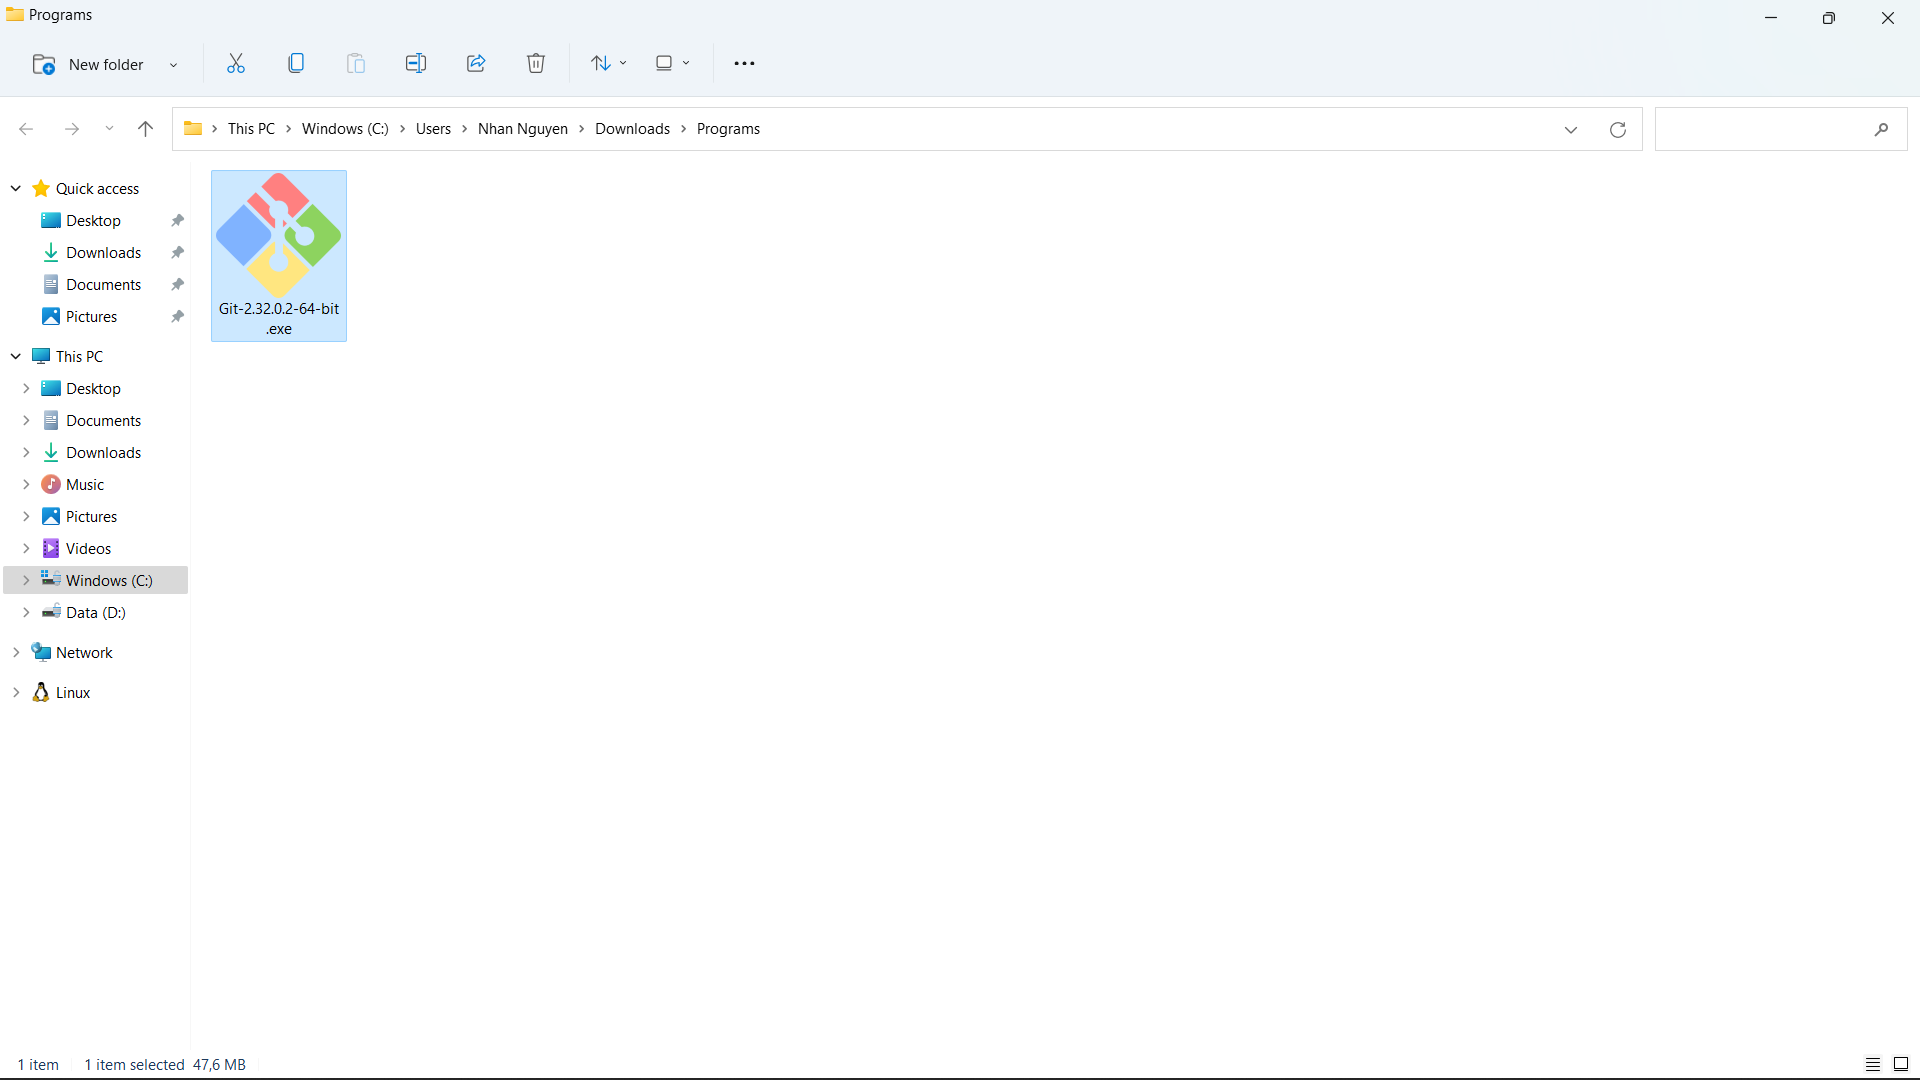 Programs
New folder
This PC Windows (C:) Users Nhan Nguyen Downloads Programs
Quick access
Desktop
Downloads
Documents
Pictures
This PC
Desktop
Documents
Downloads
Music
Pictures
Videos
Windows (C:)
Data (D:)
Network
Linux
Git-2.32.0.2-64-bit
.exe
1 item 1 item selected 47,6 MB